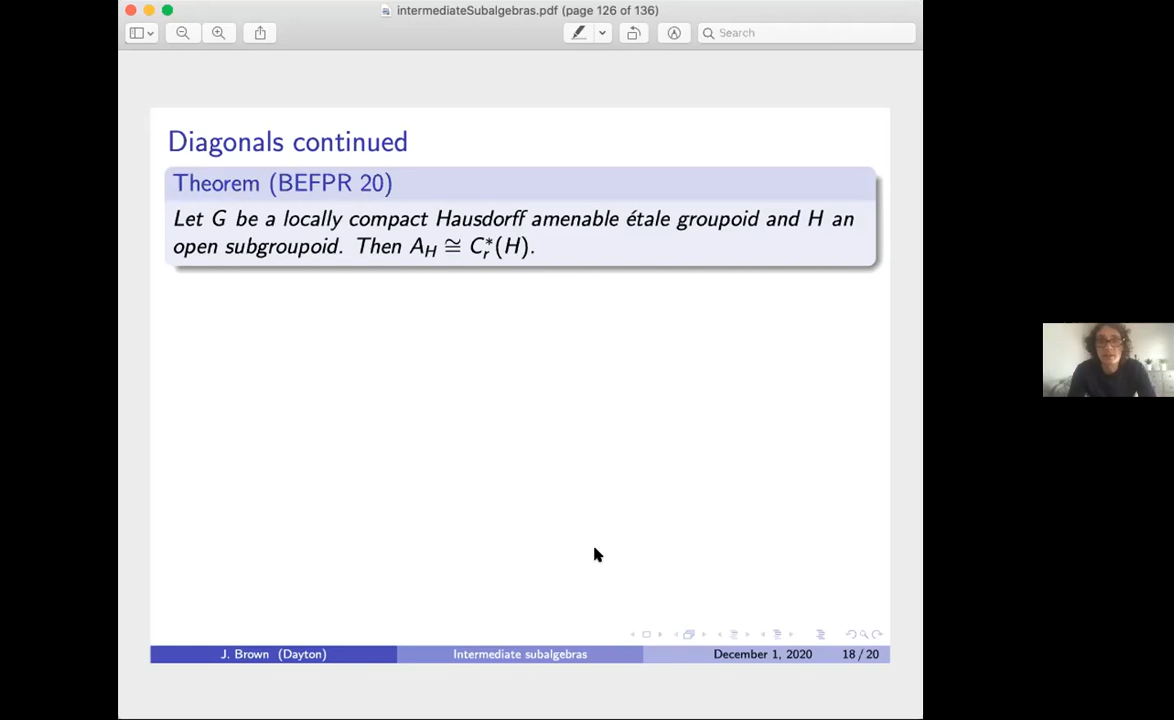 intermediateSubalgebras.pdf (page 126 of 136)
Search
Diagonals continued
Theorem (BEFPR 20)
Let G be a locally compact Hausdorff amenable étale groupoid and H an
open subgroupoid. Then A_H ≅ C*_r(H).
J. Brown (Dayton) Intermediate subalgebras December 1, 2020 18 / 20